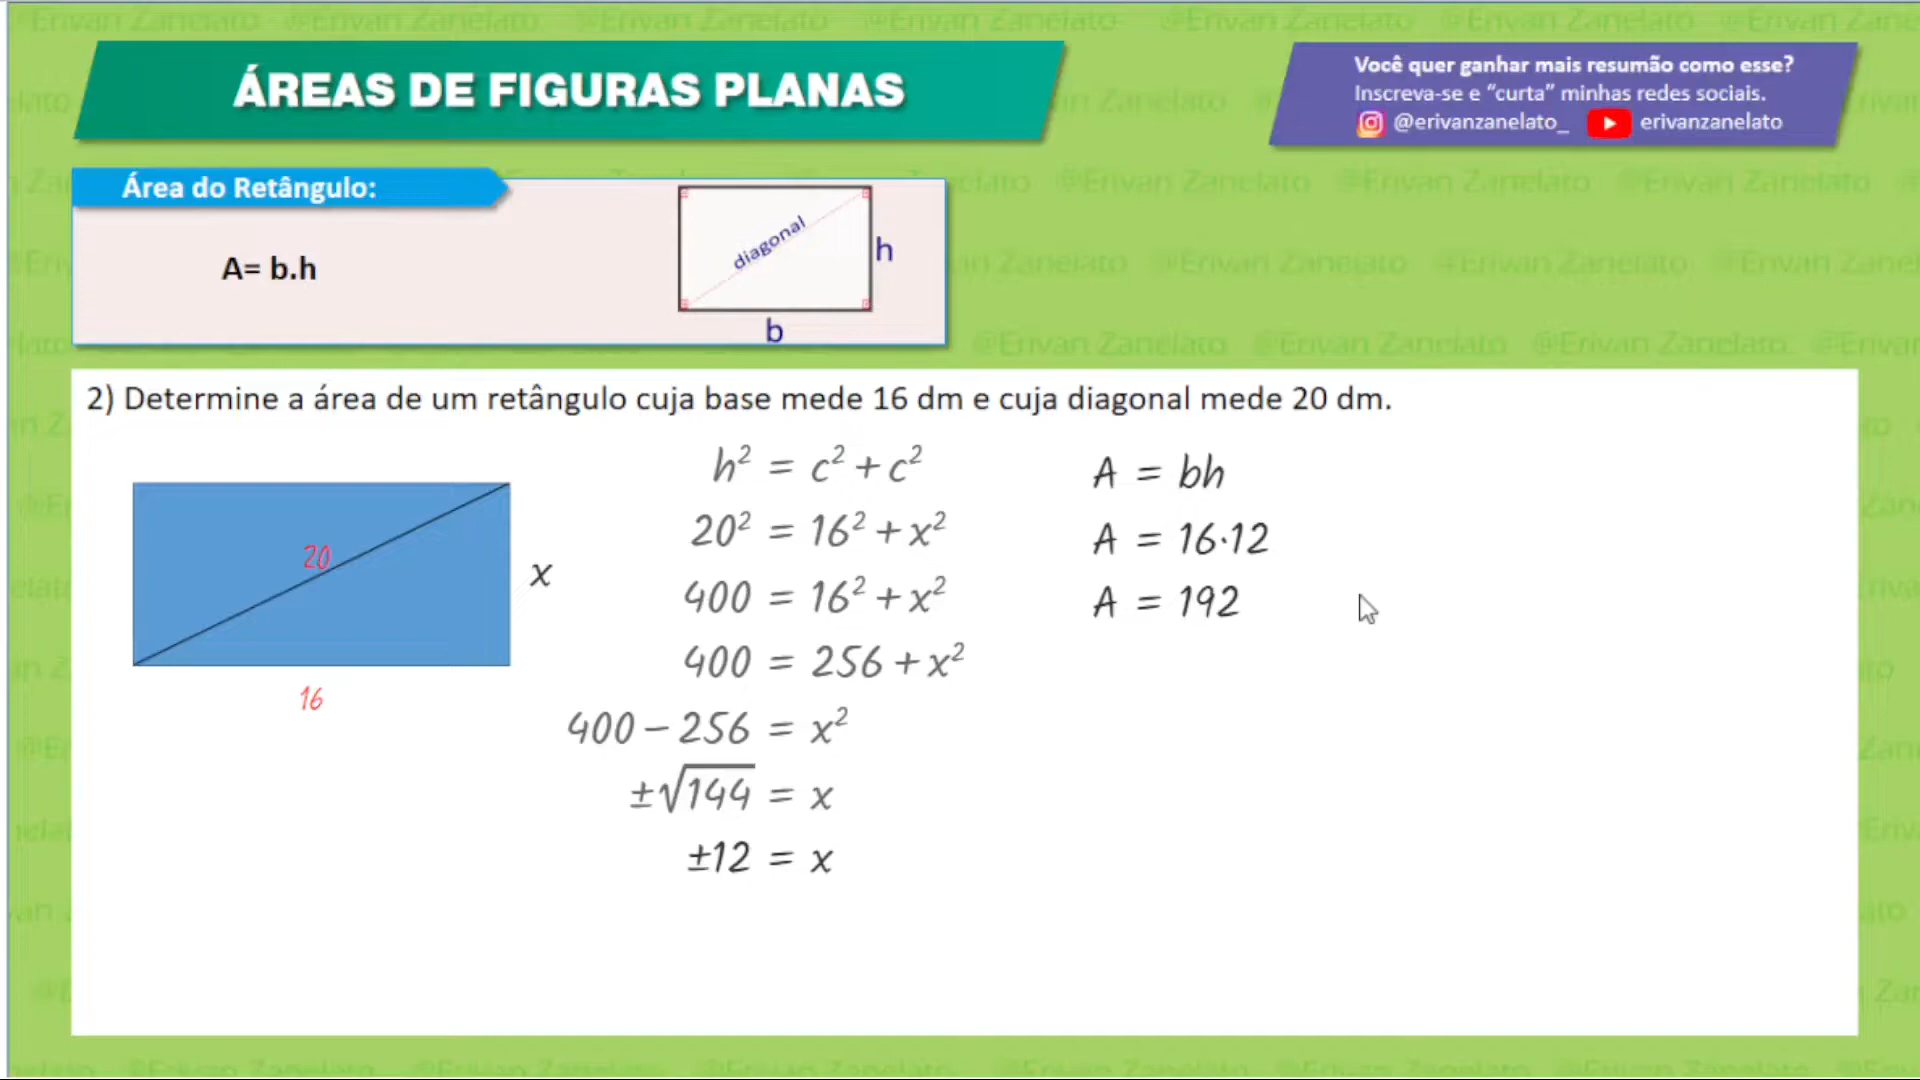 ÁREAS DE FIGURAS PLANAS
Você quer ganhar mais resumão como esse?
Inscreva-se e “curta” minhas redes sociais.
@erivanzanelato_ erivanzanelato
Área do Retângulo:
A= b.h
diagonal
h
b
2) Determine a área de um retângulo cuja base mede 16 dm e cuja diagonal mede 20 dm.
20
x
16
h² = c² + c²
20² = 16² + x²
400 = 16² + x²
400 = 256 + x²
400 − 256 = x²
±√144 = x
±12 = x
A = bh
A = 16·12
A = 192
@Erivan Zanelato